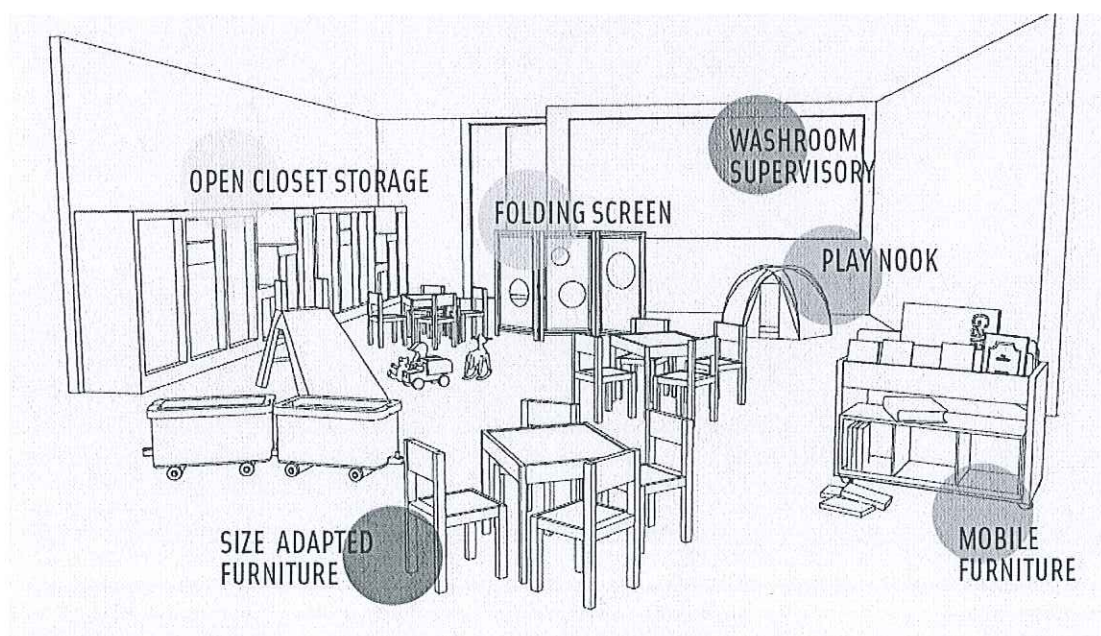 WASHROOM
SUPERVISORY
OPEN CLOSET STORAGE
FOLDING SCREEN
PLAY NOOK
SIZE ADAPTED
FURNITURE
MOBILE
FURNITURE